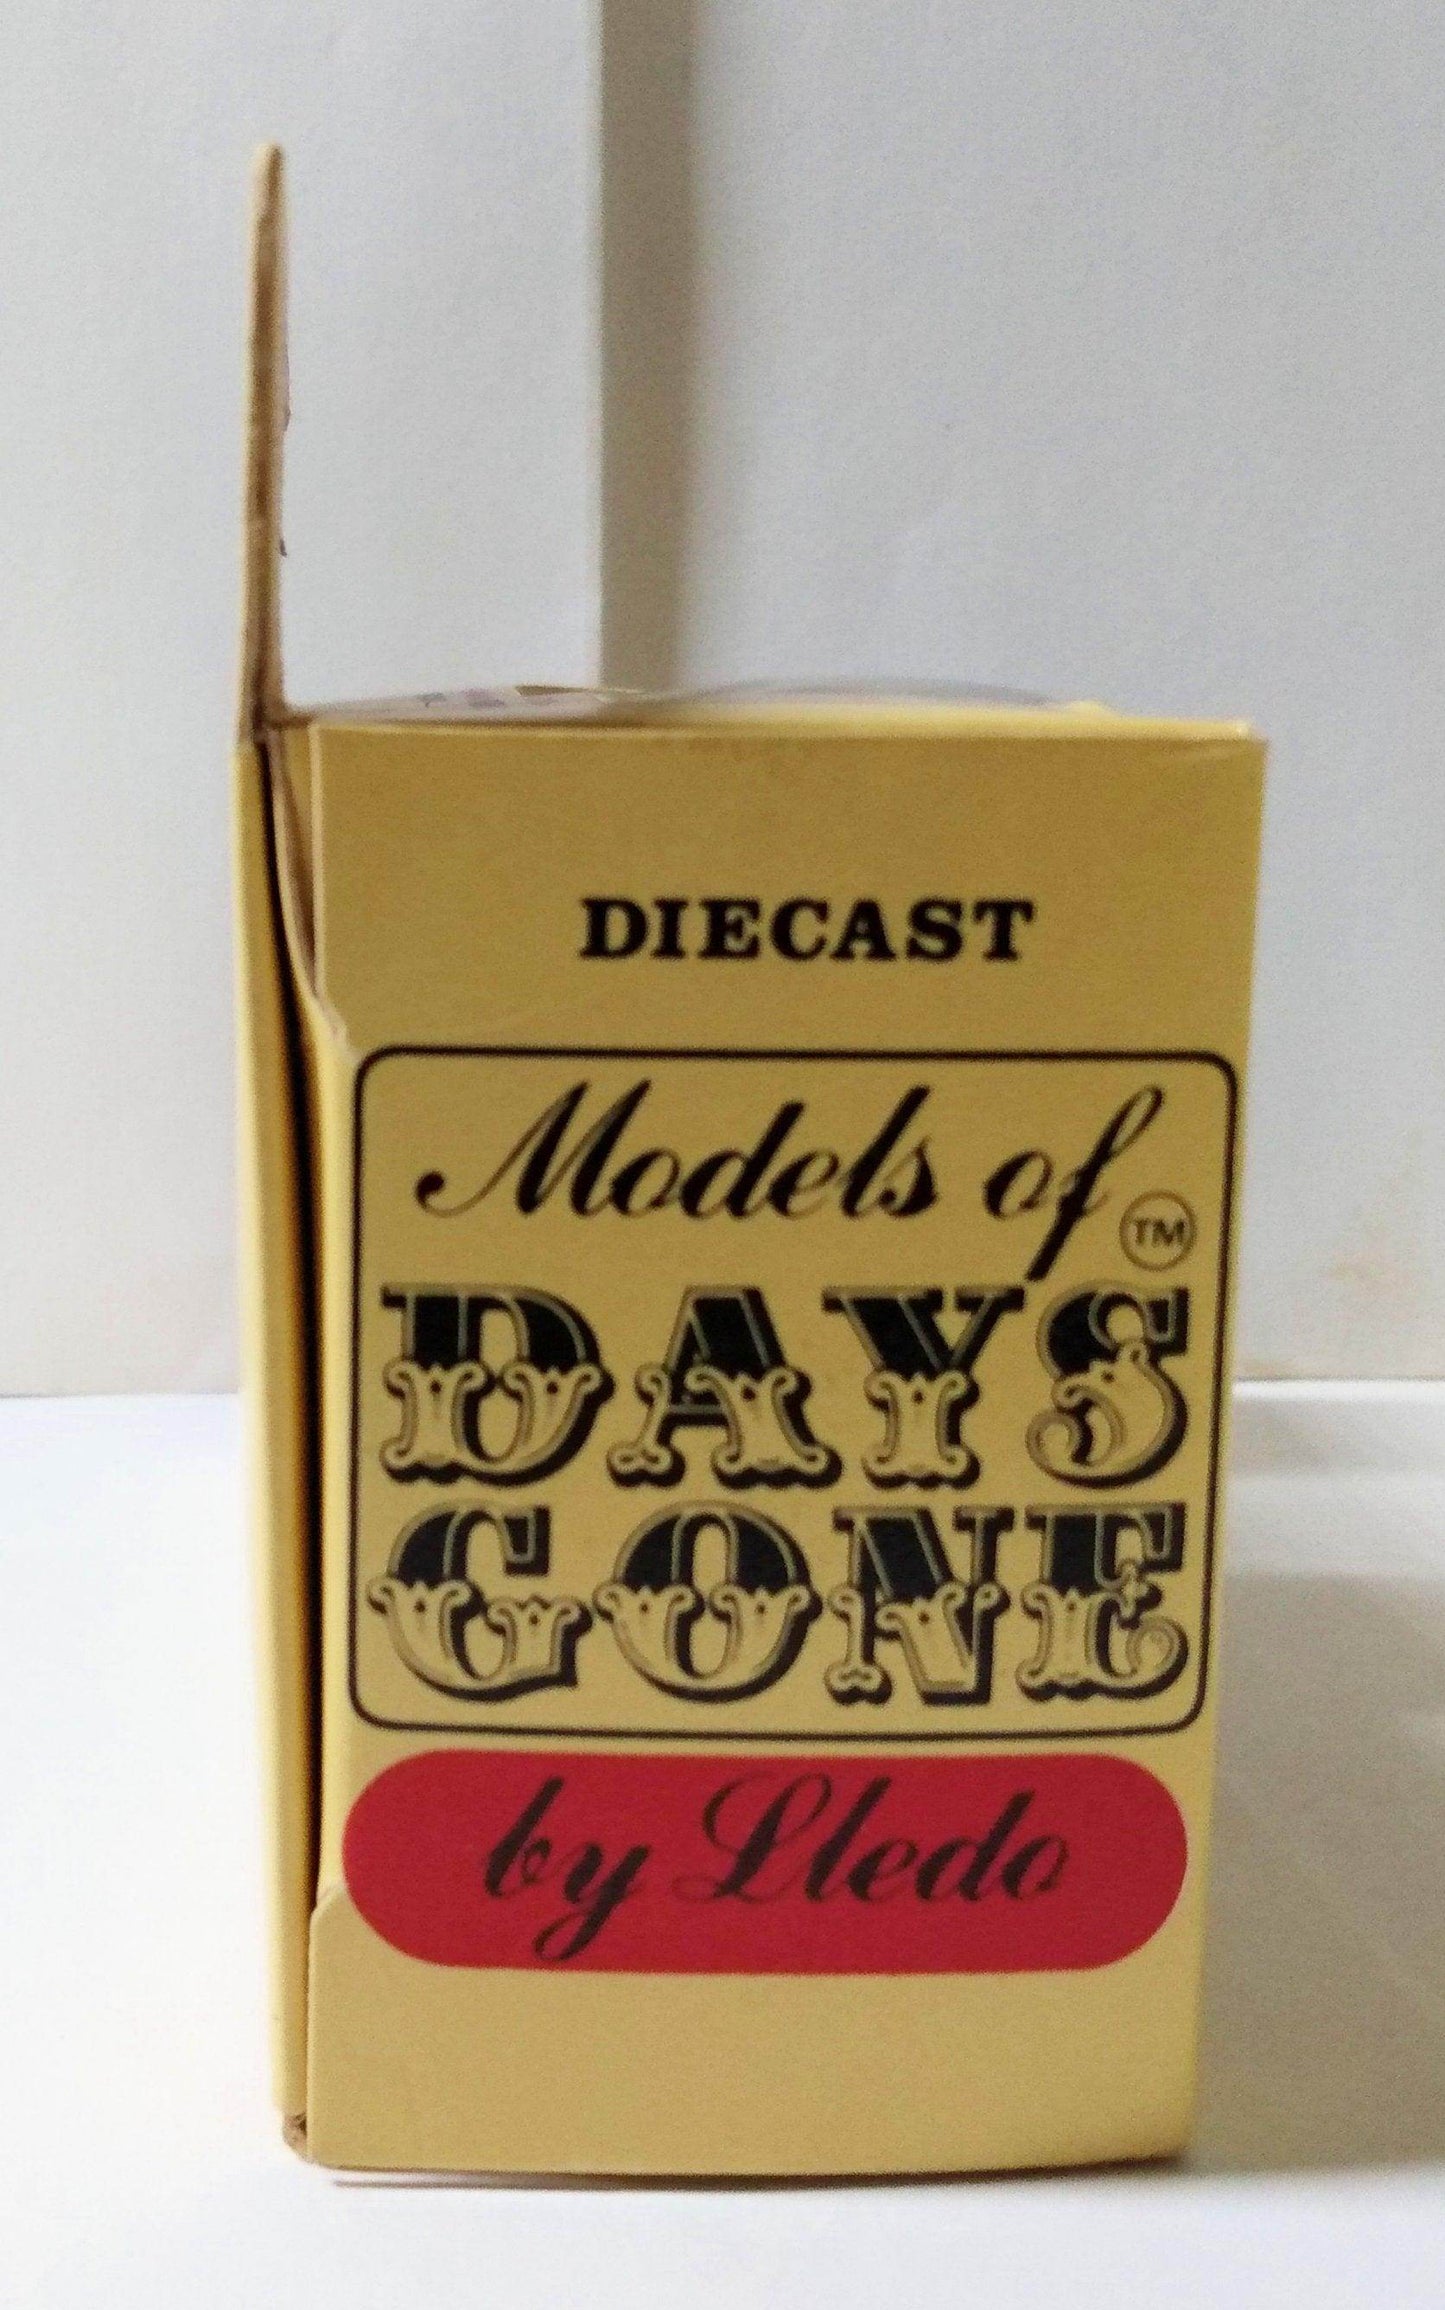 DIECAST
Models of
TM
DAYS
GONE
by Lledo